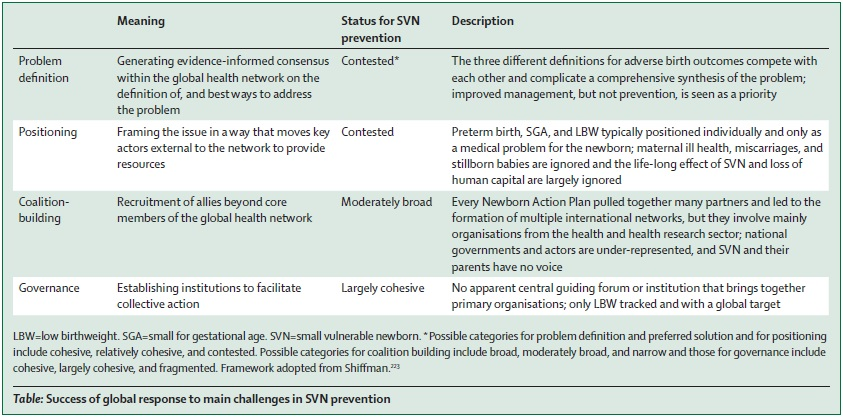 Meaning Status for SVN prevention Description
Problem definition
Generating evidence-informed consensus
within the global health network on the
definition of, and best ways to address
the problem
Contested*
The three different definitions for adverse birth outcomes compete with
each other and complicate a comprehensive synthesis of the problem;
improved management, but not prevention, is seen as a priority
Positioning
Framing the issue in a way that moves key
actors external to the network to provide
resources
Contested
Preterm birth, SGA, and LBW typically positioned individually and only as
a medical problem for the newborn; maternal ill health, miscarriages, and
stillborn babies are ignored and the life-long effect of SVN and loss of
human capital are largely ignored
Coalition-
building
Recruitment of allies beyond core
members of the global health network
Moderately broad
Every Newborn Action Plan pulled together many partners and led to the
formation of multiple international networks, but they involve mainly
organisations from the health and health research sector; national
governments and actors are under-represented, and SVN and their
parents have no voice
Governance
Establishing institutions to facilitate
collective action
Largely cohesive
No apparent central guiding forum or institution that brings together
primary organisations; only LBW tracked and with a global target
LBW=low birthweight. SGA=small for gestational age. SVN=small vulnerable newborn. *Possible categories for problem definition and preferred solution and for positioning
include cohesive, relatively cohesive, and contested. Possible categories for coalition building include broad, moderately broad, and narrow and those for governance include
cohesive, largely cohesive, and fragmented. Framework adopted from Shiffman.²²³
Table: Success of global response to main challenges in SVN prevention